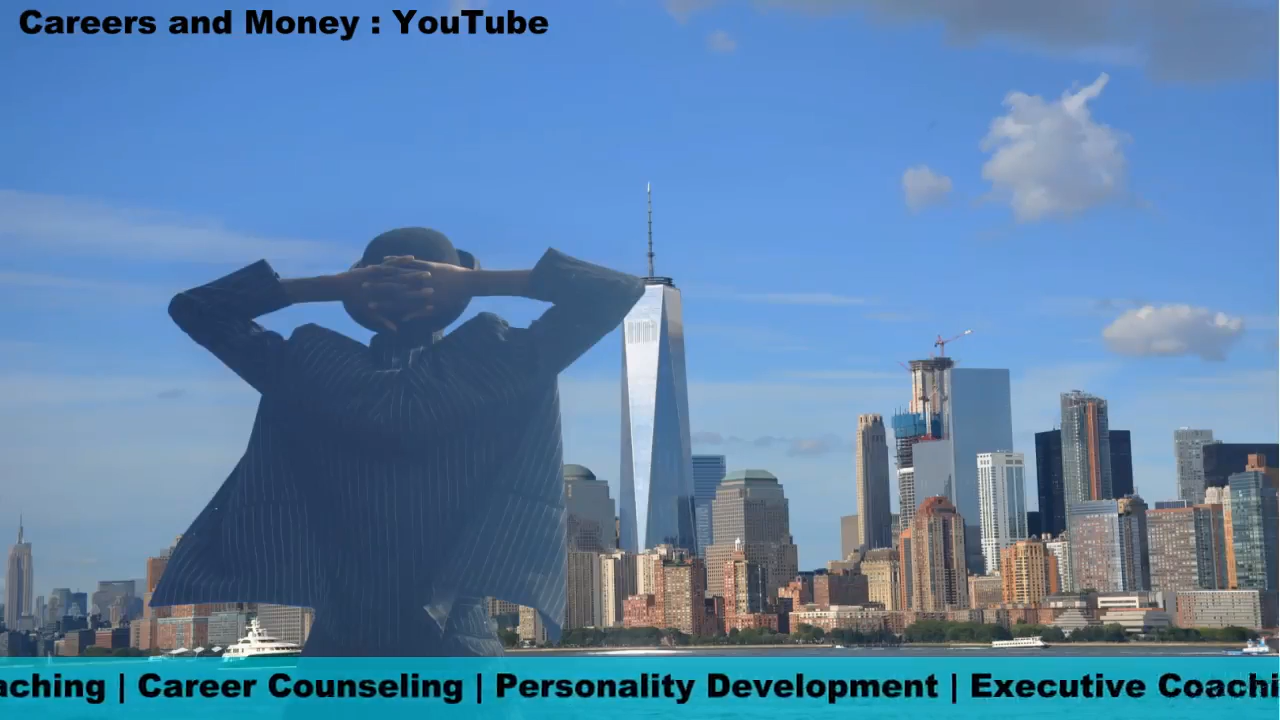 Careers and Money : YouTube
aching | Career Counseling | Personality Development | Executive Coachi